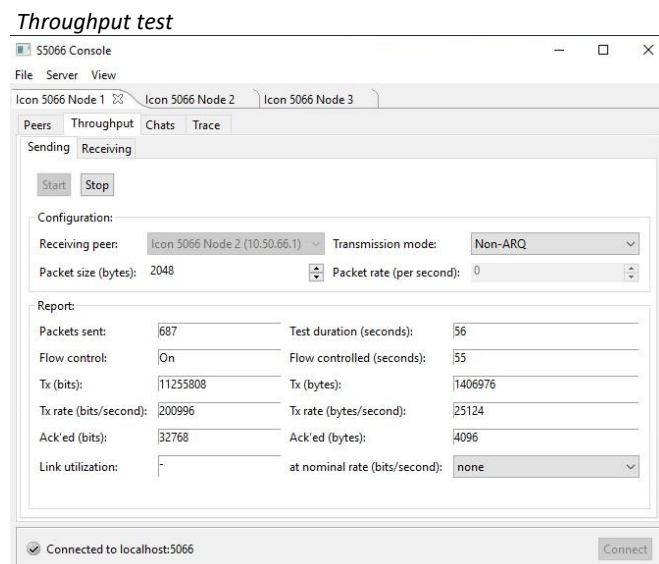 Throughput test
S5066 Console
File Server View
Icon 5066 Node 1 Icon 5066 Node 2 Icon 5066 Node 3
Peers Throughput Chats Trace
Sending Receiving
Start Stop
Configuration:
Receiving peer: Icon 5066 Node 2 (10.50.66.1) Transmission mode: Non-ARQ
Packet size (bytes): 2048 Packet rate (per second): 0
Report:
Packets sent: 687 Test duration (seconds): 56
Flow control: On Flow controlled (seconds): 55
Tx (bits): 11255808 Tx (bytes): 1406976
Tx rate (bits/second): 200996 Tx rate (bytes/second): 25124
Ack'ed (bits): 32768 Ack'ed (bytes): 4096
Link utilization: - at nominal rate (bits/second): none
Connected to localhost:5066 Connect